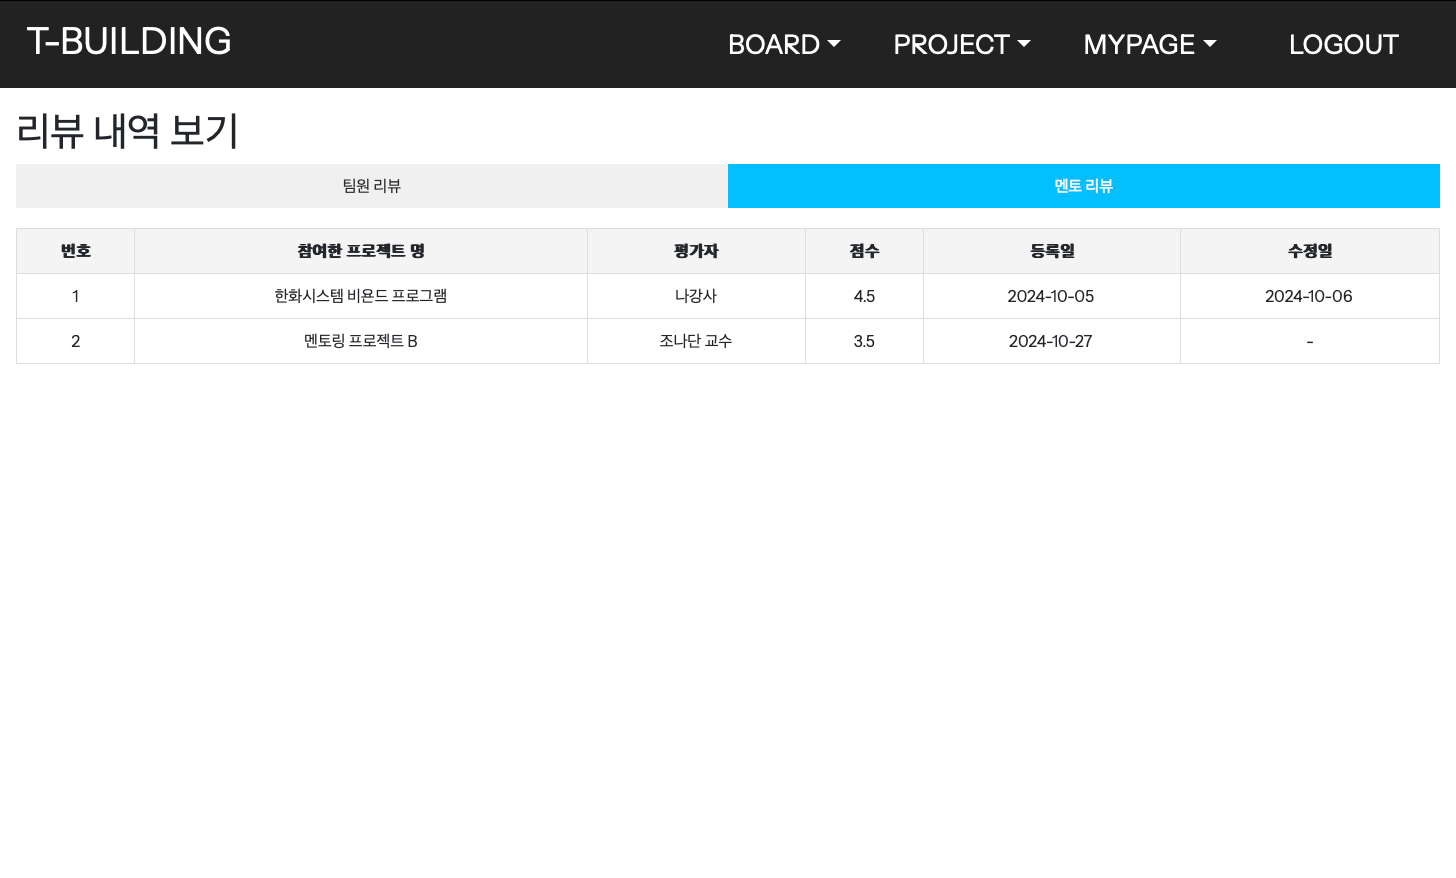 T-BUILDING BOARD PROJECT MYPAGE LOGOUT
리뷰 내역 보기
팀원 리뷰 멘토 리뷰
번호 참여한 프로젝트 명 평가자 점수 등록일 수정일
1 한화시스템 비욘드 프로그램 나강사 4.5 2024-10-05 2024-10-06
2 멘토링 프로젝트 B 조나단 교수 3.5 2024-10-27 -